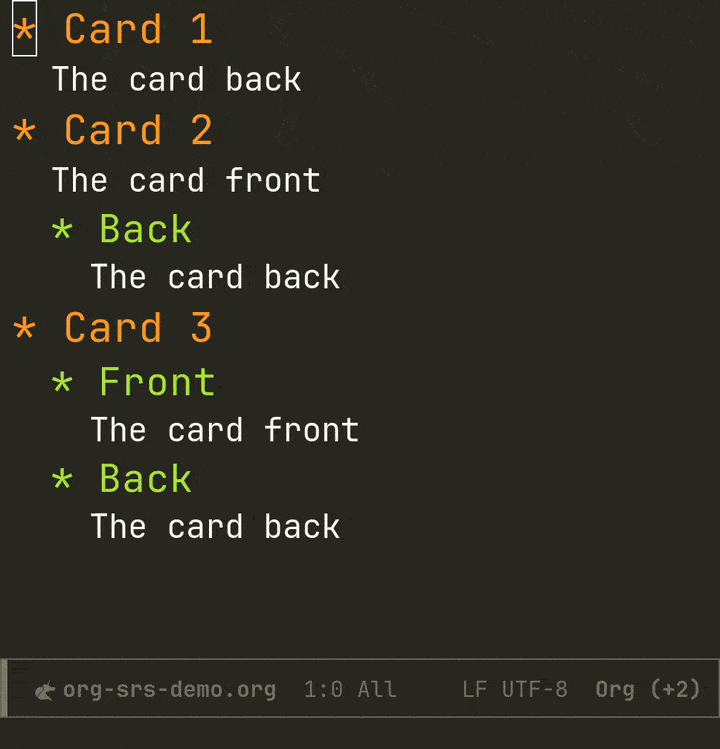 * Card 1
The card back
* Card 2
The card front
* Back
The card back
* Card 3
* Front
The card front
* Back
The card back
org-srs-demo.org 1:0 All LF UTF-8 Org (+2)